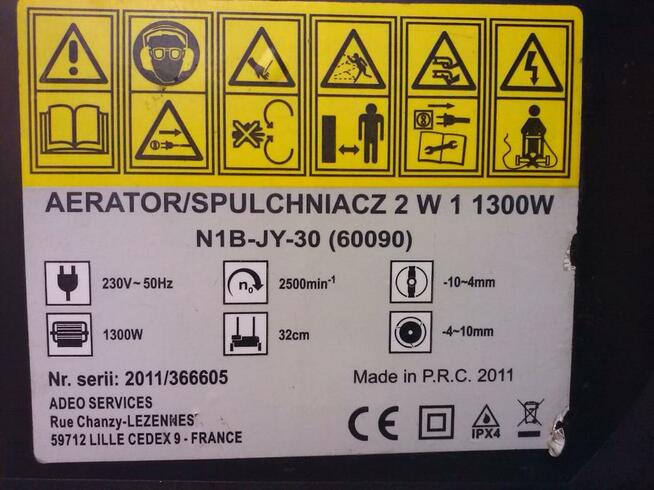 AERATOR/SPULCHNIACZ 2 W 1 1300W
N1B-JY-30 (60090)
230V~50Hz
n0
2500min-1
-10~4mm
1300W
32cm
-4~10mm
Nr. serii: 2011/366605
Made in P.R.C. 2011
ADEO SERVICES
Rue Chanzy-LEZENNES
59712 LILLE CEDEX 9 - FRANCE
CE
IPX4